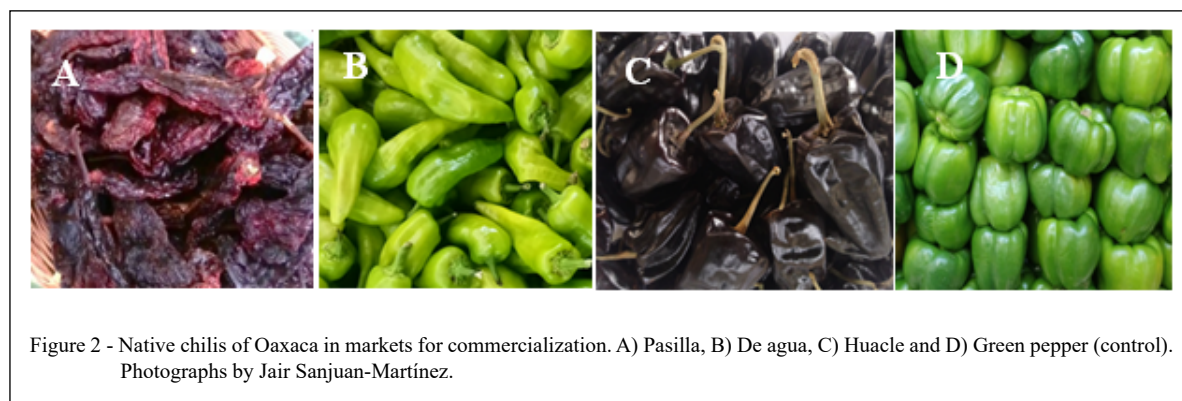 A
B
C
D
Figure 2 - Native chilis of Oaxaca in markets for commercialization. A) Pasilla, B) De agua, C) Huacle and D) Green pepper (control).
Photographs by Jair Sanjuan-Martínez.